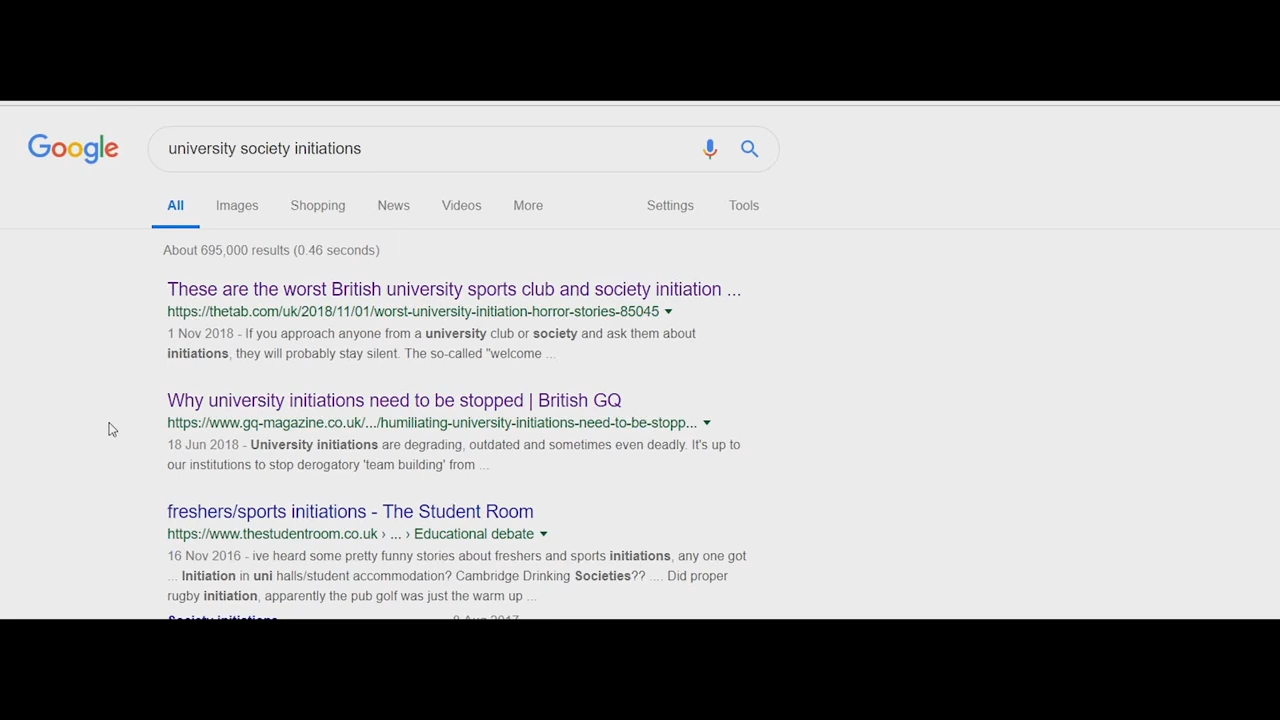 Google
university society initiations
All Images Shopping News Videos More Settings Tools
About 695,000 results (0.46 seconds)
These are the worst British university sports club and society initiation ...
https://thetab.com/uk/2018/11/01/worst-university-initiation-horror-stories-85045
1 Nov 2018 - If you approach anyone from a university club or society and ask them about
initiations, they will probably stay silent. The so-called "welcome ...
Why university initiations need to be stopped | British GQ
https://www.gq-magazine.co.uk/.../humiliating-university-initiations-need-to-be-stopp...
18 Jun 2018 - University initiations are degrading, outdated and sometimes even deadly. It's up to
our institutions to stop derogatory 'team building' from ...
freshers/sports initiations - The Student Room
https://www.thestudentroom.co.uk › ... › Educational debate
16 Nov 2016 - ive heard some pretty funny stories about freshers and sports initiations, any one got
... Initiation in uni halls/student accommodation? Cambridge Drinking Societies?? .... Did proper
rugby initiation, apparently the pub golf was just the warm up ...
Society initiations 8 Aug 2017